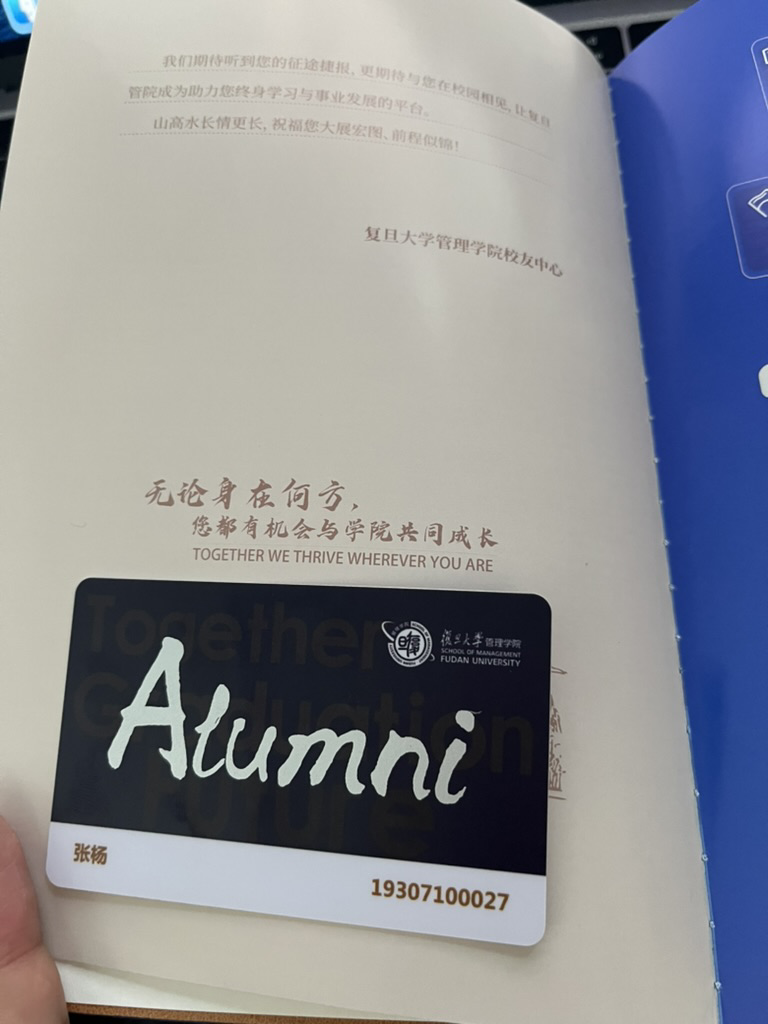 我们期待听到您的征途捷报，更期待与您在校园相见，让复旦
管院成为助力您终身学习与事业发展的平台。
山高水长情更长，祝福您大展宏图、前程似锦！
复旦大学管理学院校友中心
无论身在何方，
您都有机会与学院共同成长
TOGETHER WE THRIVE WHEREVER YOU ARE
Together
Graduation
Future
復旦大學管理学院
SCHOOL OF MANAGEMENT
FUDAN UNIVERSITY
Alumni
张杨
19307100027